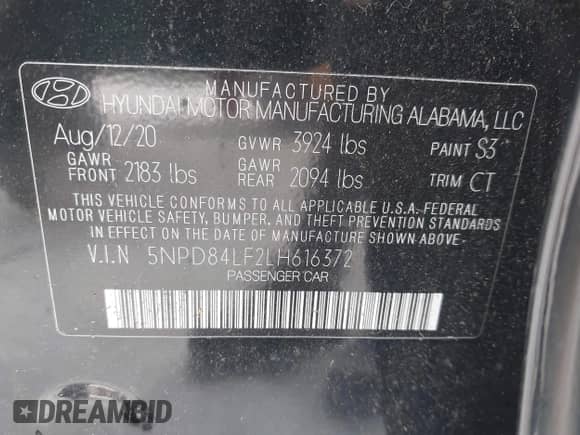 MANUFACTURED BY
HYUNDAI MOTOR MANUFACTURING ALABAMA, LLC
Aug/12/20 GVWR 3924 lbs PAINT S3
GAWR FRONT 2183 lbs GAWR REAR 2094 lbs TRIM CT
THIS VEHICLE CONFORMS TO ALL APPLICABLE U.S.A. FEDERAL
MOTOR VEHICLE SAFETY, BUMPER, AND THEFT PREVENTION STANDARDS
IN EFFECT ON THE DATE OF MANUFACTURE SHOWN ABOVE.
V.I.N 5NPD84LF2LH616372
PASSENGER CAR
DREAMBID